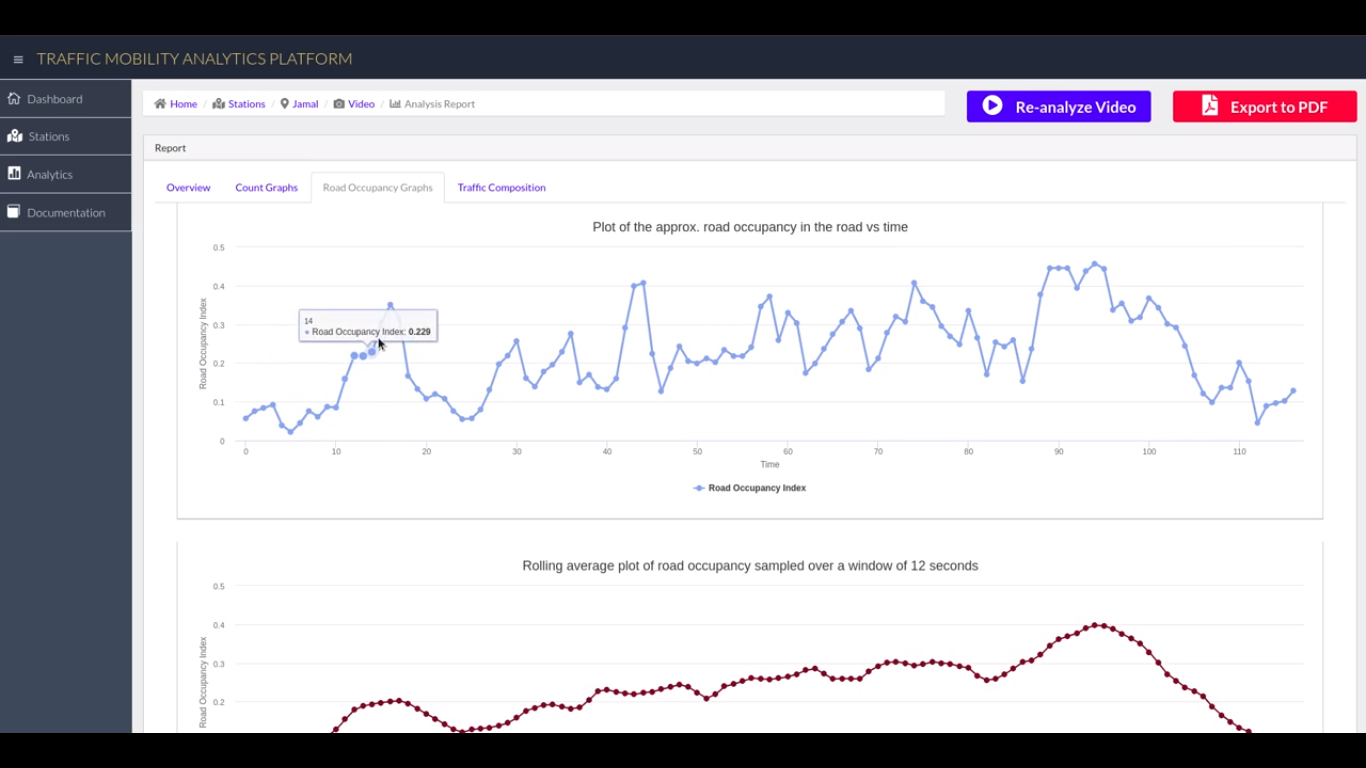 TRAFFIC MOBILITY ANALYTICS PLATFORM
Dashboard
Stations
Analytics
Documentation
Home / Stations / Jamal / Video / Analysis Report
Re-analyze Video
Export to PDF
Report
Overview
Count Graphs
Road Occupancy Graphs
Traffic Composition
Plot of the approx. road occupancy in the road vs time
Road Occupancy Index
0.5
0.4
0.3
0.2
0.1
0
14
Road Occupancy Index: 0.229
0 10 20 30 40 50 60 70 80 90 100 110
Time
Road Occupancy Index
Rolling average plot of road occupancy sampled over a window of 12 seconds
Road Occupancy Index
0.5
0.4
0.3
0.2